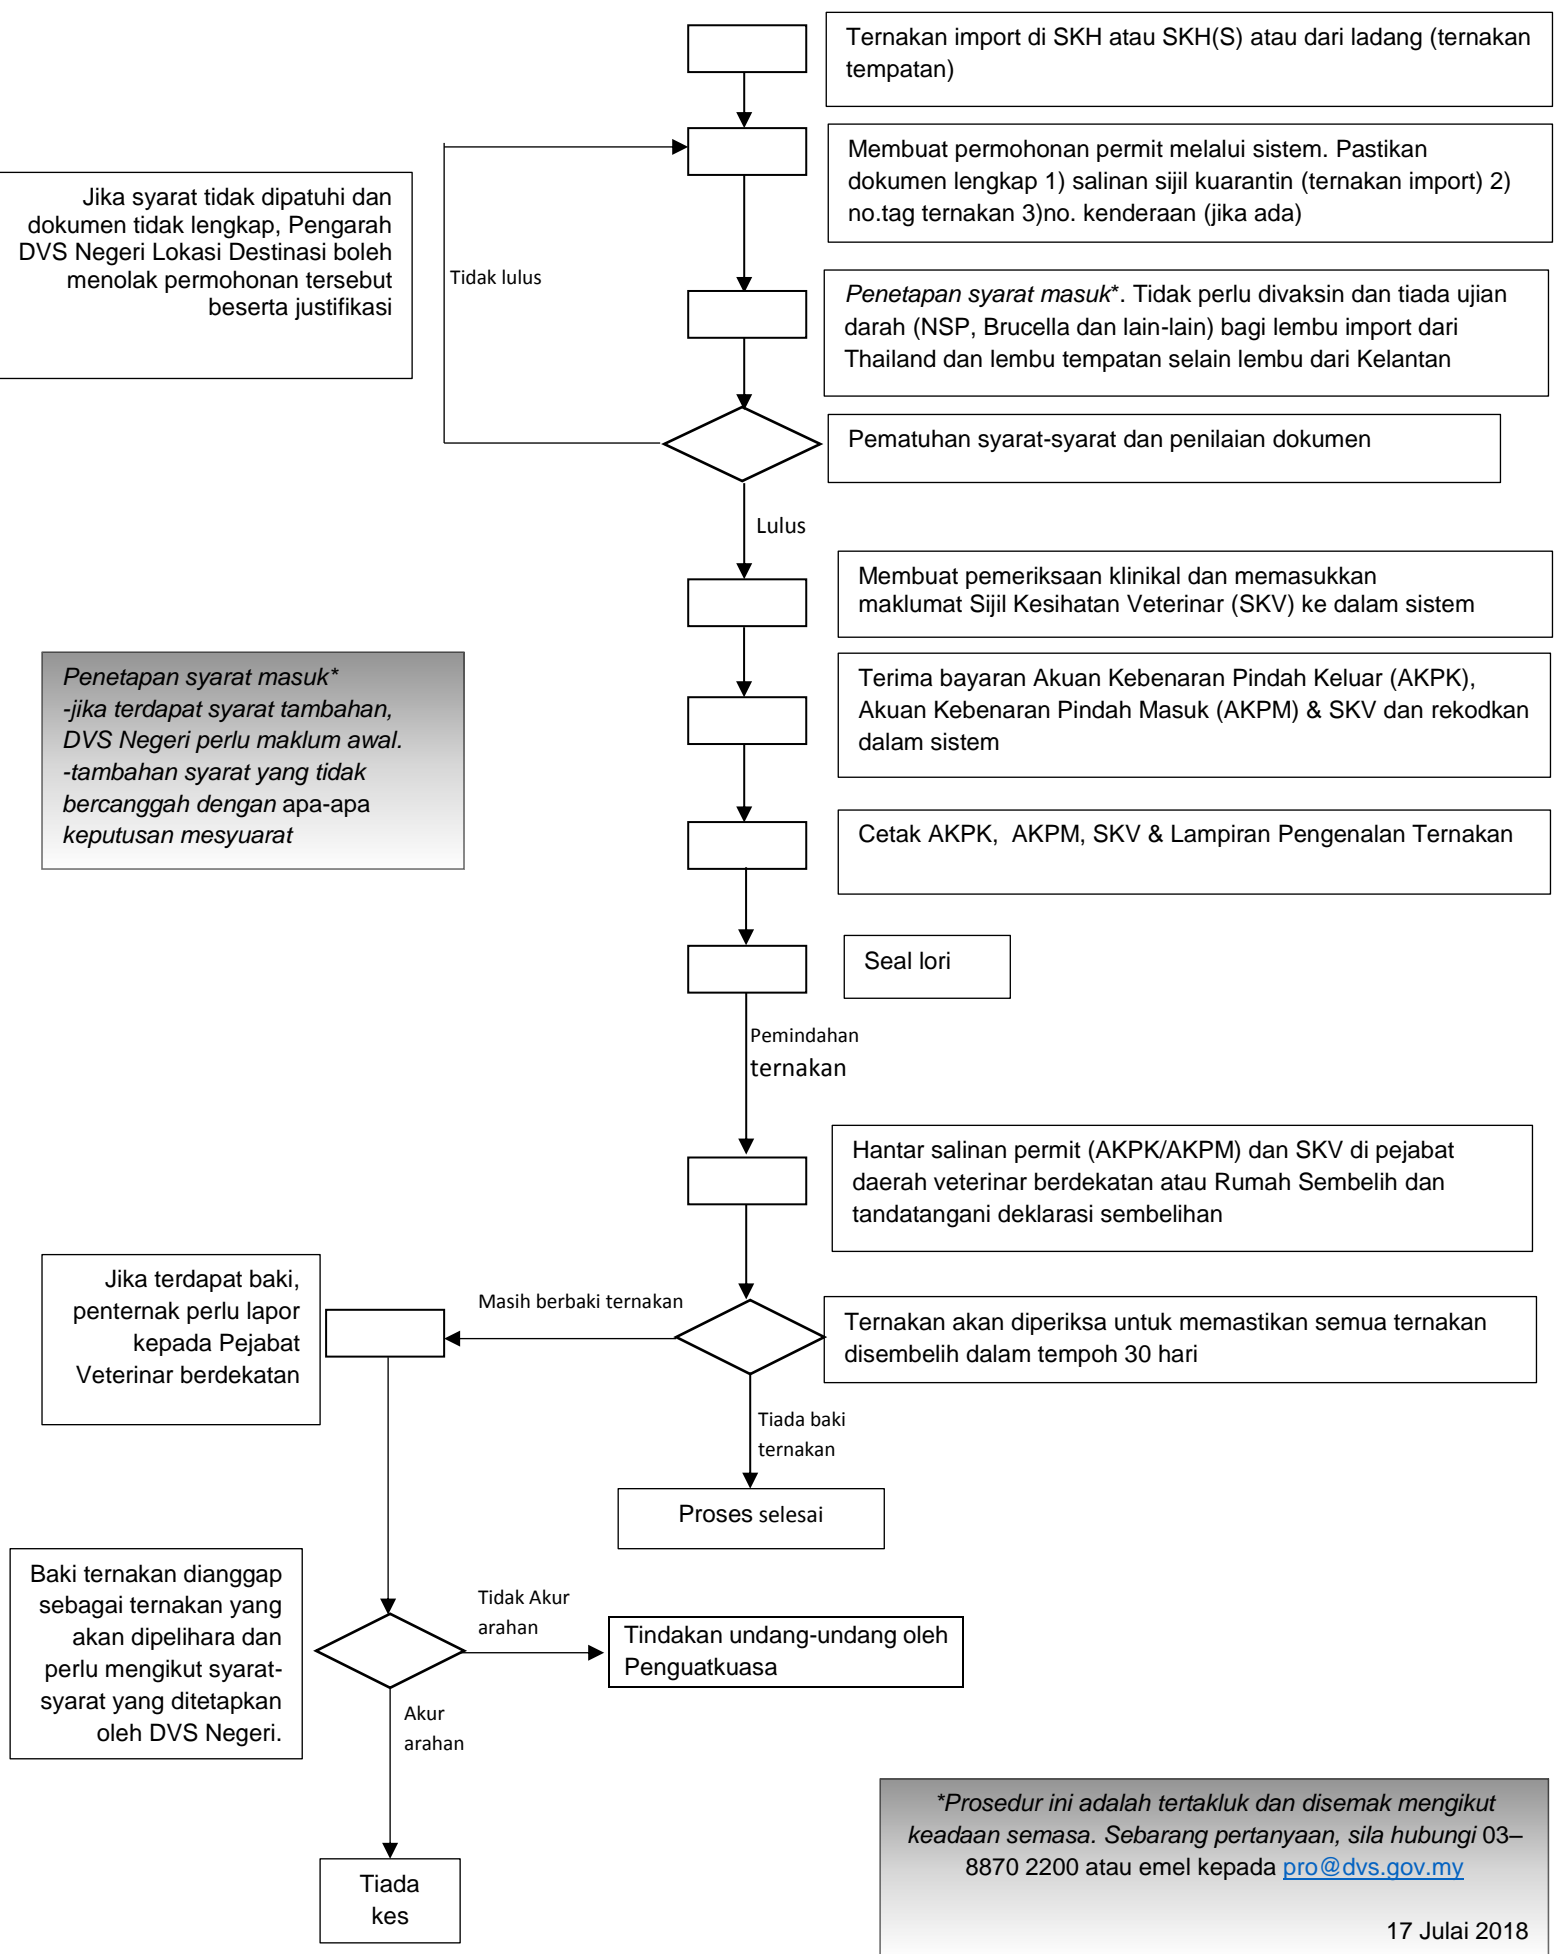 Ternakan import di SKH atau SKH(S) atau dari ladang (ternakan
tempatan)
Membuat permohonan permit melalui sistem. Pastikan
dokumen lengkap 1) salinan sijil kuarantin (ternakan import) 2)
no.tag ternakan 3)no. kenderaan (jika ada)
Jika syarat tidak dipatuhi dan
dokumen tidak lengkap, Pengarah
DVS Negeri Lokasi Destinasi boleh
menolak permohonan tersebut
beserta justifikasi
Tidak lulus
Penetapan syarat masuk*. Tidak perlu divaksin dan tiada ujian
darah (NSP, Brucella dan lain-lain) bagi lembu import dari
Thailand dan lembu tempatan selain lembu dari Kelantan
Pematuhan syarat-syarat dan penilaian dokumen
Lulus
Membuat pemeriksaan klinikal dan memasukkan
maklumat Sijil Kesihatan Veterinar (SKV) ke dalam sistem
Penetapan syarat masuk*
-jika terdapat syarat tambahan,
DVS Negeri perlu maklum awal.
-tambahan syarat yang tidak
bercanggah dengan apa-apa
keputusan mesyuarat
Terima bayaran Akuan Kebenaran Pindah Keluar (AKPK),
Akuan Kebenaran Pindah Masuk (AKPM) & SKV dan rekodkan
dalam sistem
Cetak AKPK,  AKPM, SKV & Lampiran Pengenalan Ternakan
Seal lori
Pemindahan
ternakan
Hantar salinan permit (AKPK/AKPM) dan SKV di pejabat
daerah veterinar berdekatan atau Rumah Sembelih dan
tandatangani deklarasi sembelihan
Jika terdapat baki,
penternak perlu lapor
kepada Pejabat
Veterinar berdekatan
Masih berbaki ternakan
Ternakan akan diperiksa untuk memastikan semua ternakan
disembelih dalam tempoh 30 hari
Tiada baki
ternakan
Proses selesai
Baki ternakan dianggap
sebagai ternakan yang
akan dipelihara dan
perlu mengikut syarat-
syarat yang ditetapkan
oleh DVS Negeri.
Tidak Akur
arahan
Tindakan undang-undang oleh
Penguatkuasa
Akur
arahan
Tiada
kes
*Prosedur ini adalah tertakluk dan disemak mengikut
keadaan semasa. Sebarang pertanyaan, sila hubungi 03–
8870 2200 atau emel kepada pro@dvs.gov.my
17 Julai 2018